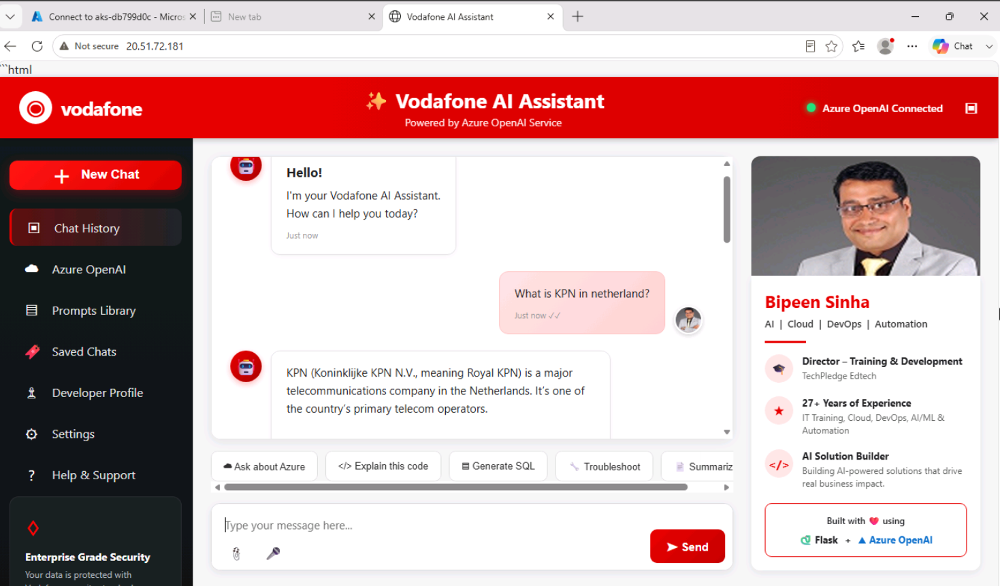 Connect to aks-db799d0c - Micros
New tab
Vodafone AI Assistant
Not secure 20.51.72.181
Chat
```html
vodafone
Vodafone AI Assistant
Powered by Azure OpenAI Service
Azure OpenAI Connected
New Chat
Chat History
Azure OpenAI
Prompts Library
Saved Chats
Developer Profile
Settings
Help & Support
Enterprise Grade Security
Your data is protected with
Hello!
I'm your Vodafone AI Assistant.
How can I help you today?
Just now
What is KPN in netherland?
Just now ✓✓
KPN (Koninklijke KPN N.V., meaning Royal KPN) is a major
telecommunications company in the Netherlands. It’s one of
the country’s primary telecom operators.
Ask about Azure
</> Explain this code
Generate SQL
Troubleshoot
Summariz
Type your message here...
Send
Bipeen Sinha
AI | Cloud | DevOps | Automation
Director – Training & Development
TechPledge Edtech
27+ Years of Experience
IT Training, Cloud, DevOps, AI/ML &
Automation
</>
AI Solution Builder
Building AI-powered solutions that drive
real business impact.
Built with ❤ using
Flask + Azure OpenAI